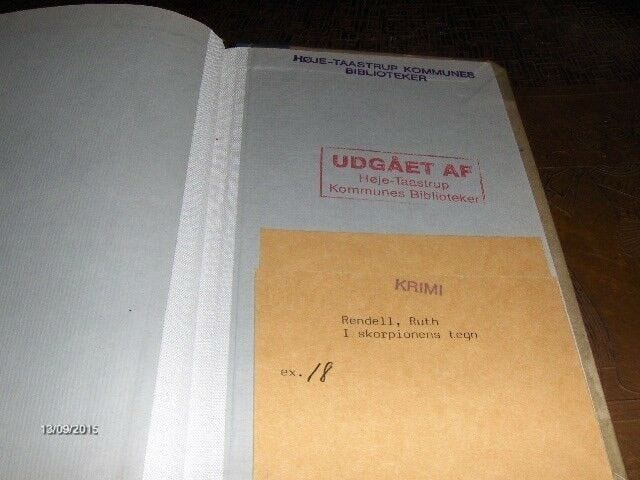 HØJE-TAASTRUP KOMMUNES
BIBLIOTEKER
UDGÅET AF
Høje-Taastrup
Kommunes Biblioteker
KRIMI
Rendell, Ruth
I skorpionens tegn
ex. 18
13/09/2015